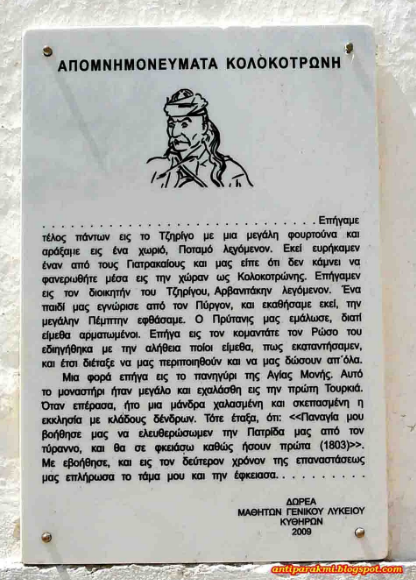 ΑΠΟΜΝΗΜΟΝΕΥΜΑΤΑ ΚΟΛΟΚΟΤΡΩΝΗ
. . . . . . . . . . . . . . . . . . . . . . . . . . . . . . . . . . Επήγαμε
τέλος πάντων εις το Τζηρίγο με μια μεγάλη φουρτούνα και
αράξαμε εις ένα χωριό, Ποταμό λεγόμενον. Εκεί ευρήκαμεν
έναν από τους Γιατρακαίους και μας είπε ότι δεν κάμνει να
φανερωθήτε μέσα εις την χώραν ως Κολοκοτρώνης. Επήγαμεν
εις τον διοικητήν του Τζηρίγου, Αρβανιτάκην λεγόμενον. Ένα
παιδί μας εγνώρισε από τον Πύργον, και εκαθήσαμε εκεί, την
μεγάλην Πέμπτην εφθάσαμε. Ο Πρύτανις μας εμάλωσε, διατί
είμεθα αρματωμένοι. Επήγα εις τον κομαντάτε τον Ρώσο του
εδιηγήθηκα με την αλήθεια ποίοι είμεθα, πως εκαταντήσαμεν,
και έτσι διέταξε να μας περιποιηθούν και να μας δώσουν απ΄όλα.
Μια φορά επήγα εις το πανηγύρι της Αγίας Μονής. Αυτό
το μοναστήρι ήταν μεγάλο και εχαλάσθη εις την πρώτη Τουρκιά.
Όταν επέρασα, ήτο μια μάνδρα χαλασμένη και σκεπασμένη η
εκκλησία με κλάδους δένδρων. Τότε έταξα, ότι: <<Παναγία μου
βοήθησε μας να ελευθερώσωμεν την Πατρίδα μας από τον
τύραννο, και θα σε φκειάσω καθώς ήσουν πρώτα (1803)>>.
Με εβοήθησε, και εις τον δεύτερον χρόνον της επαναστάσεως
μας επλήρωσα το τάμα μου και την έφκειασα. . . . . . . . . . . . .
ΔΩΡΕΑ
ΜΑΘΗΤΩΝ ΓΕΝΙΚΟΥ ΛΥΚΕΙΟΥ
ΚΥΘΗΡΩΝ
2009
antiparakmi.blogspot.com